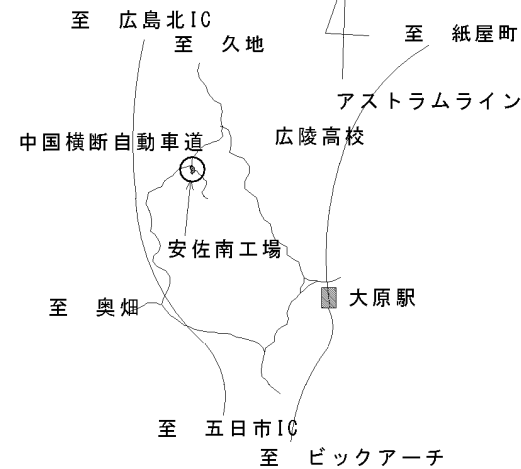 至　広島北IC
至　久地
至　紙屋町
アストラムライン
広陵高校
中国横断自動車道
安佐南工場
大原駅
至　奥畑
至　五日市IC
至　ビックアーチ